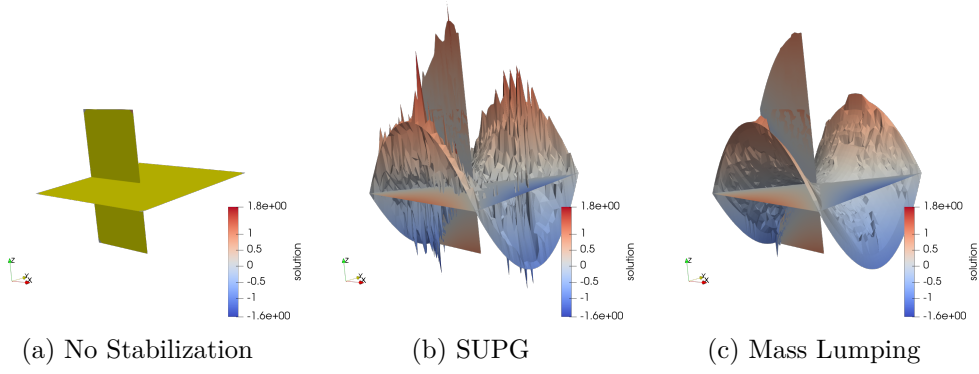 1.8e+00
1
0.5
0
-0.5
-1
-1.6e+00
solution
Z
Y
X
1.8e+00
1
0.5
0
-0.5
-1
-1.6e+00
solution
Z
Y
X
1.8e+00
1
0.5
0
-0.5
-1
-1.6e+00
solution
Z
Y
X
(a) No Stabilization
(b) SUPG
(c) Mass Lumping